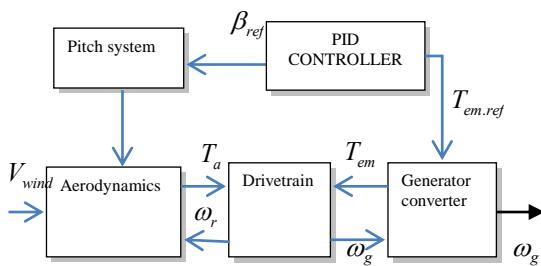 Pitch system
β_ref
PID
CONTROLLER
T_em.ref
V_wind
Aerodynamics
T_a
ω_r
Drivetrain
T_em
ω_g
Generator
converter
ω_g